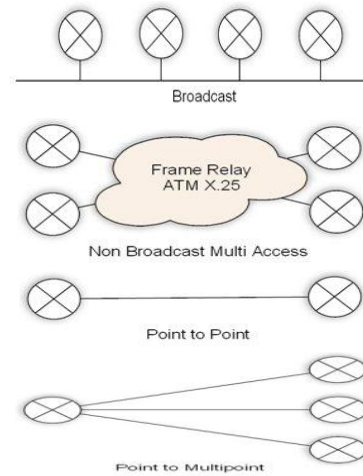 Broadcast
Frame Relay
ATM X.25
Non Broadcast Multi Access
Point to Point
Point to Multipoint